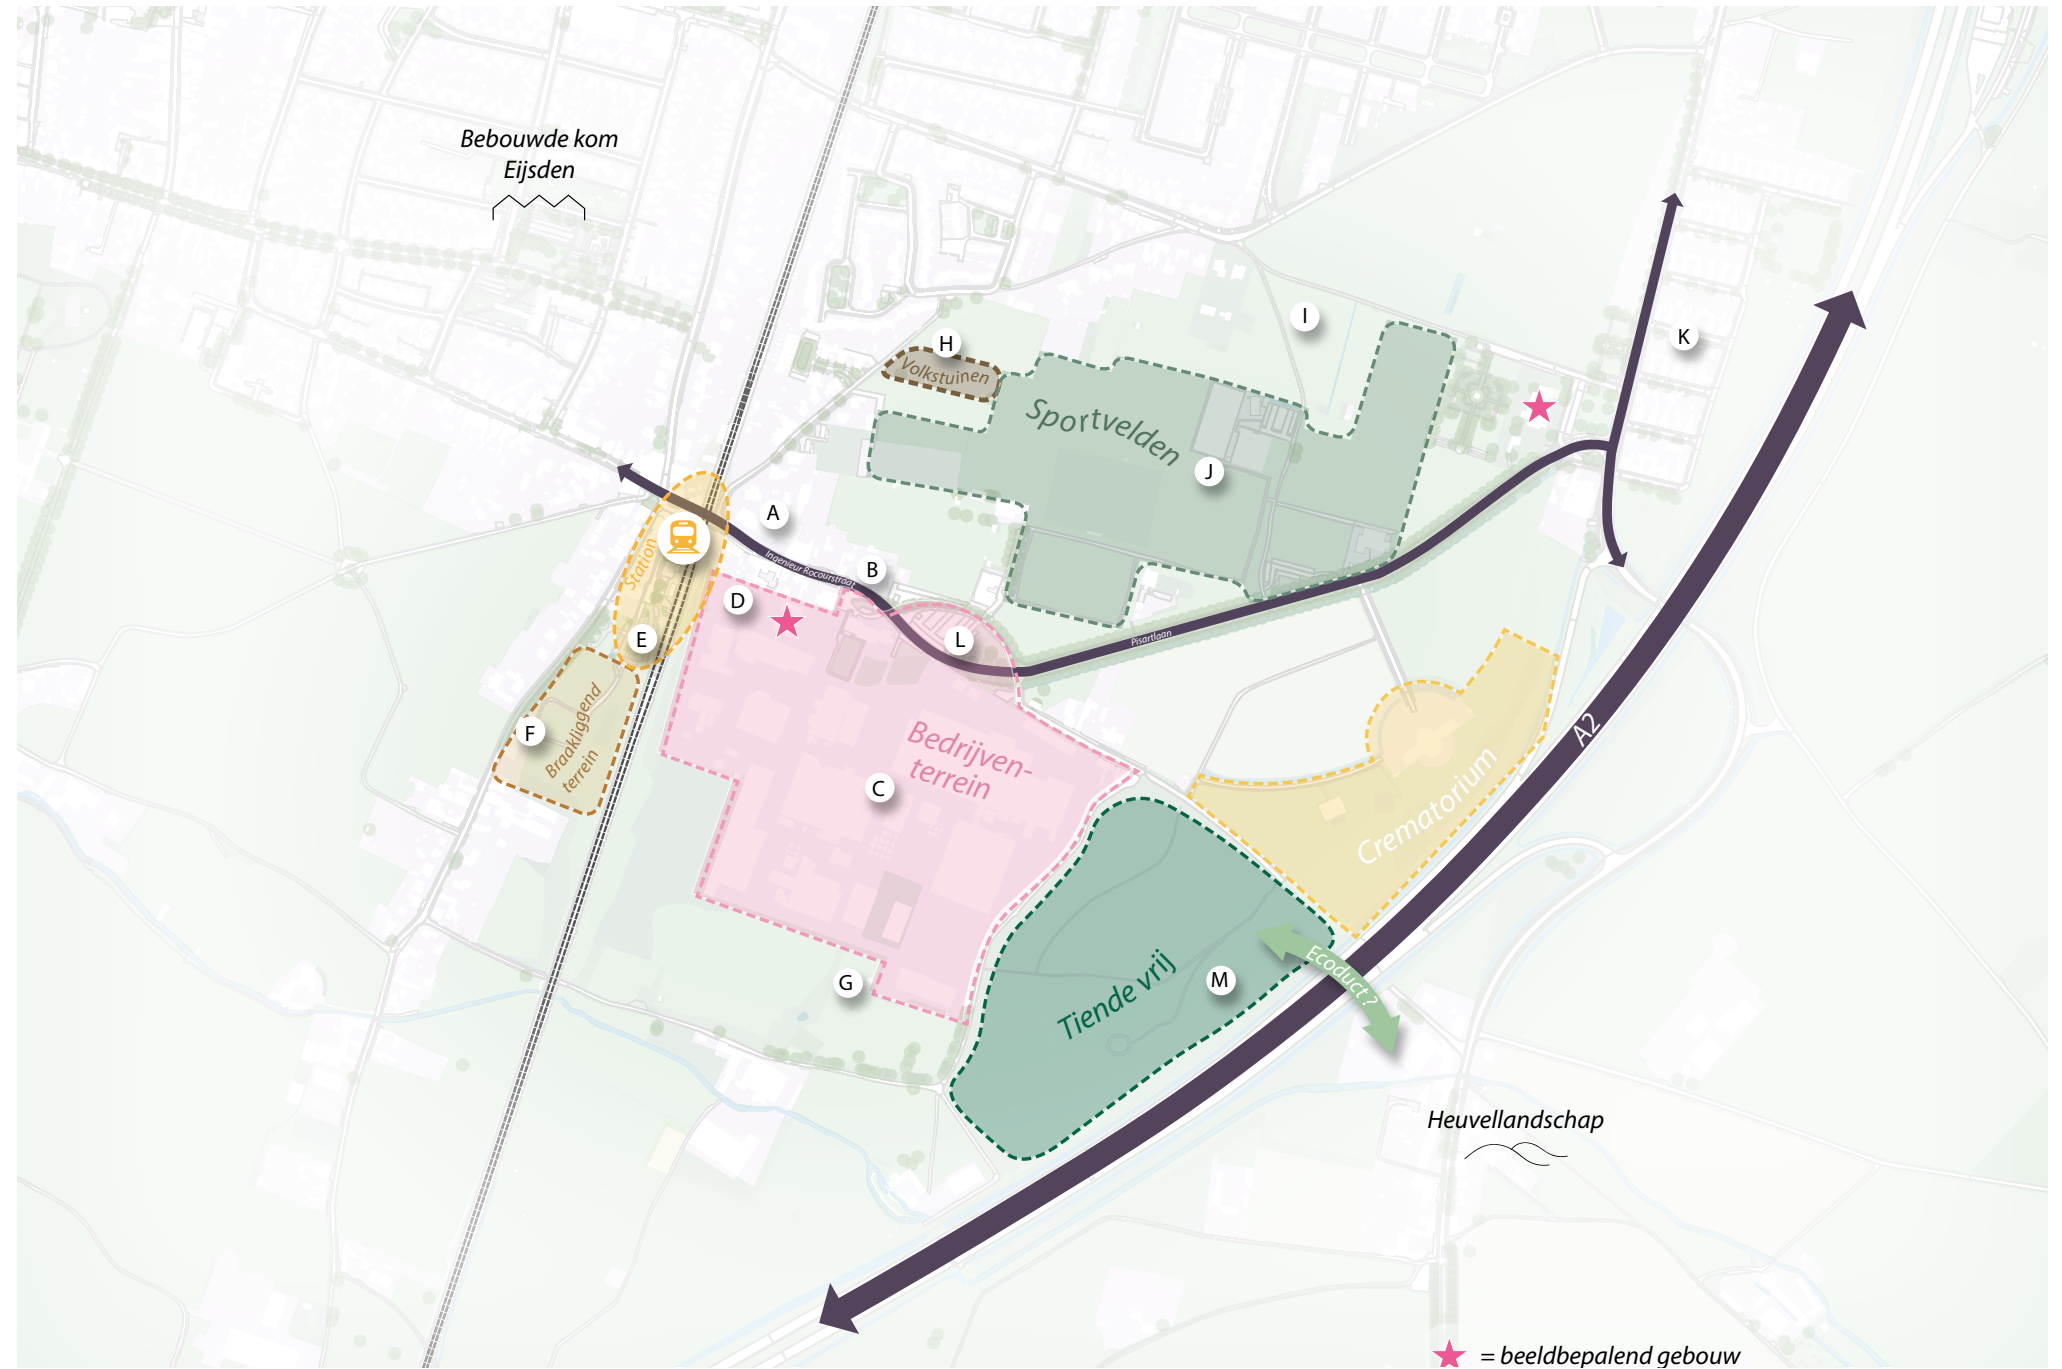 Bebouwde kom
Eijsden
I
K
H
Volkstuinen
Sportvelden
J
A
Station
Ingenieur Rocourstraat
B
D
E
L
Pisartlaan
F
Braakliggend
terrein
Bedrijven-
terrein
C
A2
Crematorium
G
Tiende vrij
M
Ecoduct ?
Heuvellandschap
= beeldbepalend gebouw